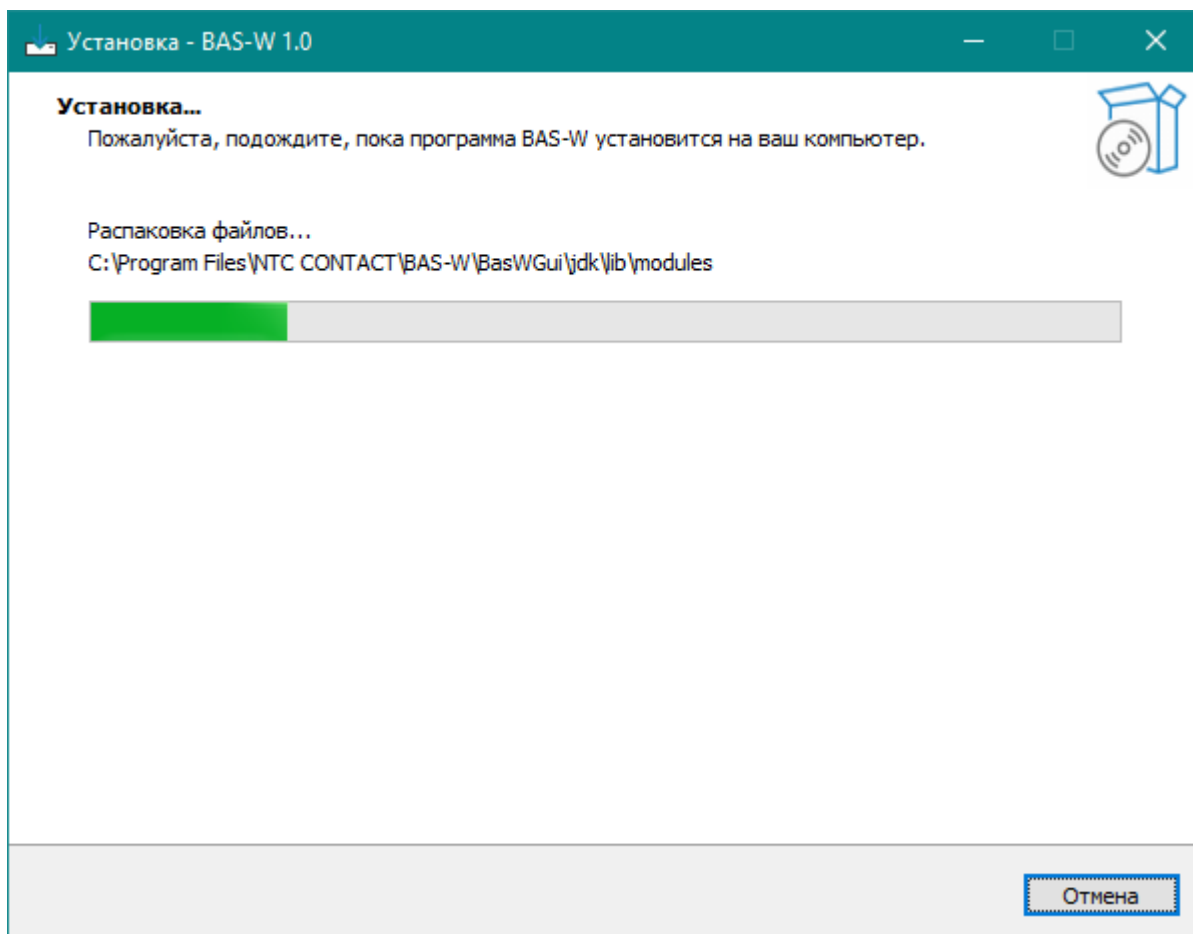 Установка - BAS-W 1.0
Установка...
Пожалуйста, подождите, пока программа BAS-W установится на ваш компьютер.
Распаковка файлов...
C:\Program Files\NTC CONTACT\BAS-W\BasWGui\jdk\lib\modules
Отмена